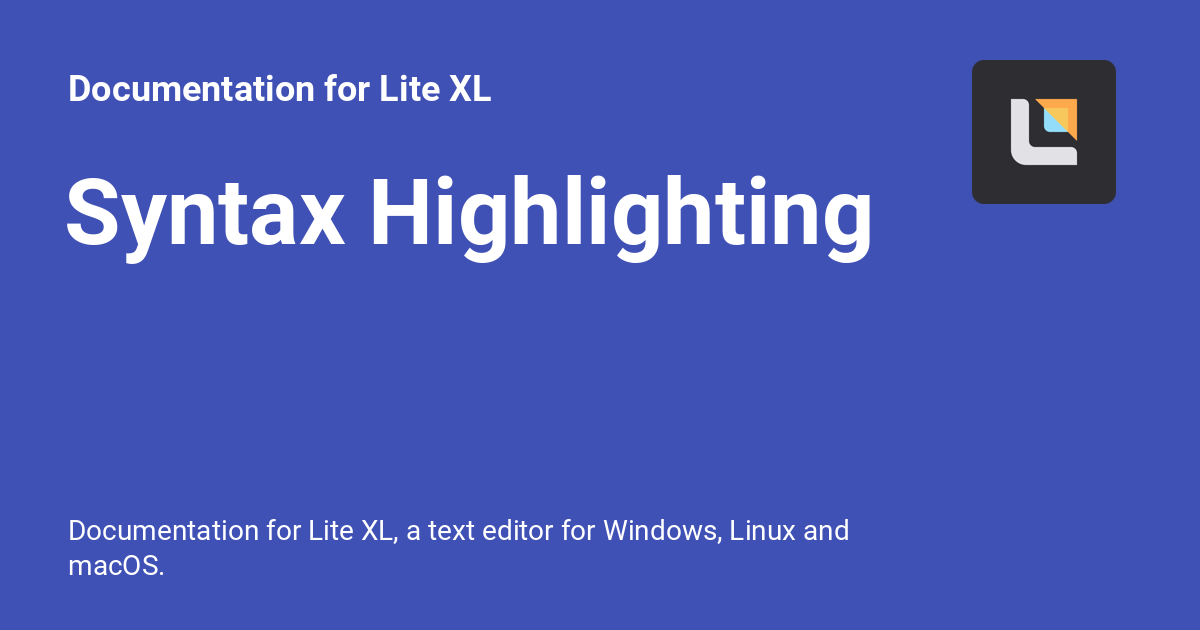 Documentation for Lite XL
Syntax Highlighting
Documentation for Lite XL, a text editor for Windows, Linux and
macOS.